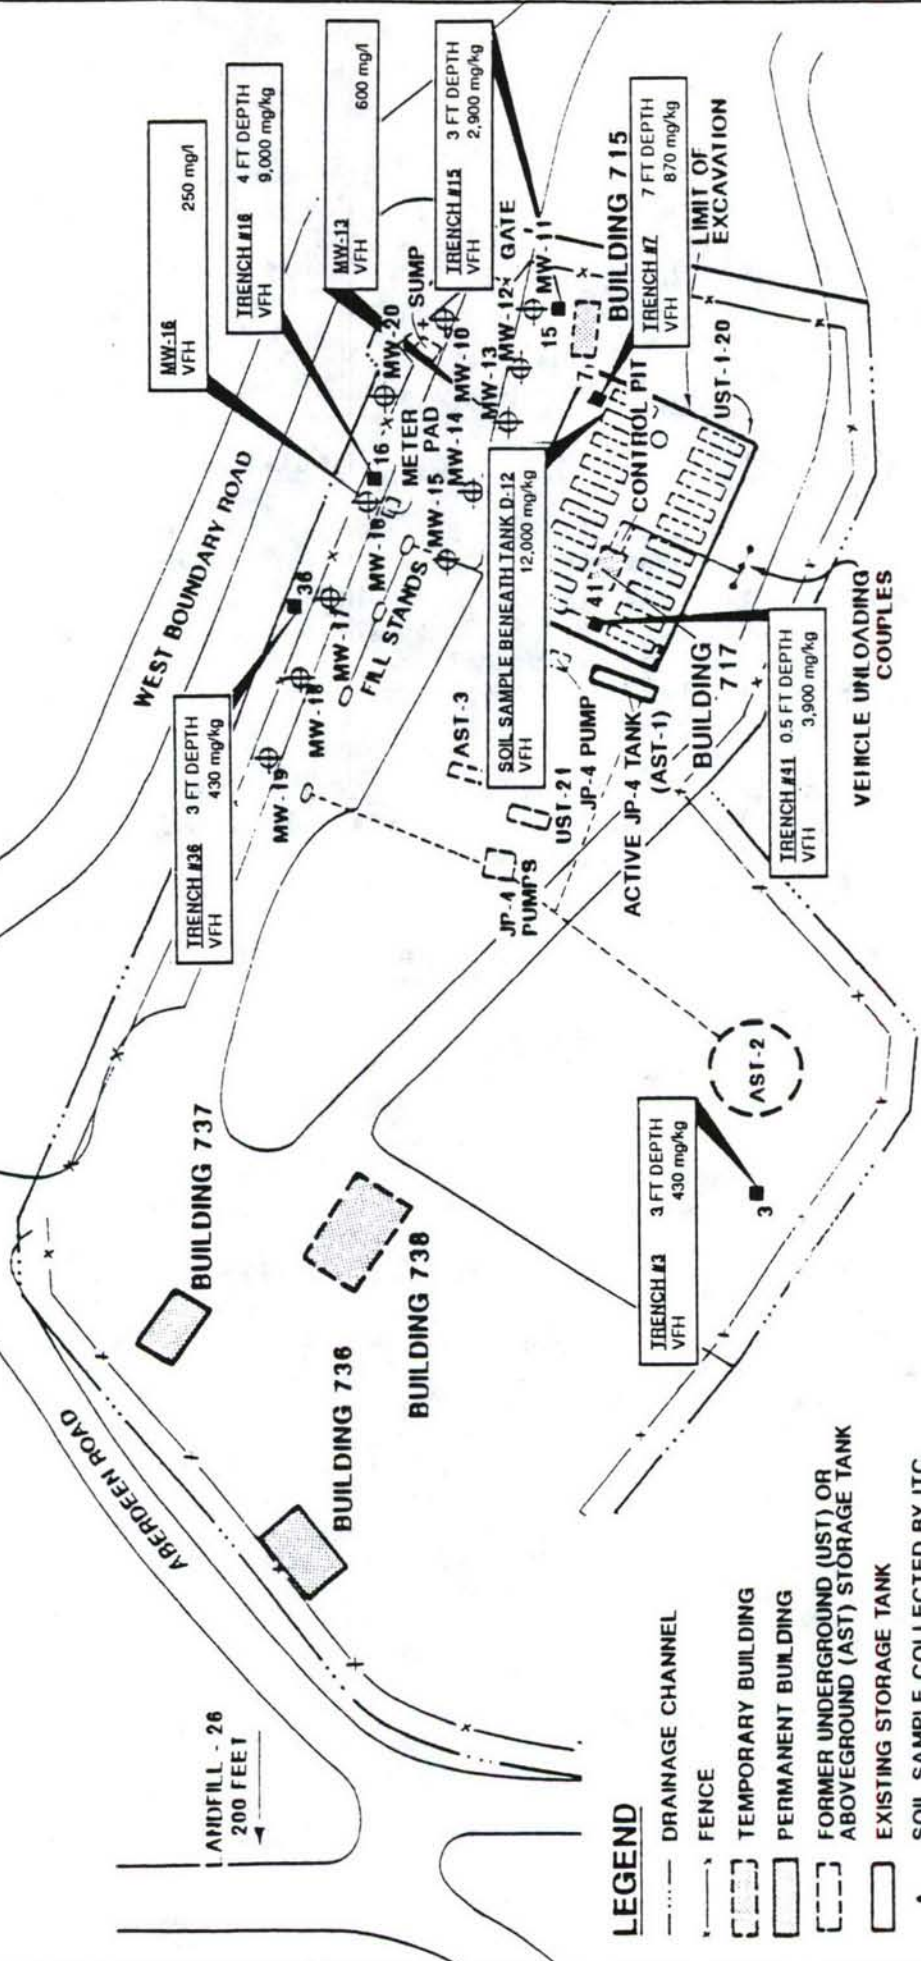 MW-16
VFH 250 mg/l
TRENCH #16 4 FT DEPTH
VFH 9,000 mg/kg
MW-13
VFH 600 mg/l
TRENCH #15 3 FT DEPTH
VFH 2,900 mg/kg
TRENCH #7 7 FT DEPTH
VFH 870 mg/kg
TRENCH #36 3 FT DEPTH
VFH 430 mg/kg
SOIL SAMPLE BENEATH TANK D-12
VFH 12,000 mg/kg
TRENCH #41 0.5 FT DEPTH
VFH 3,900 mg/kg
TRENCH #3 3 FT DEPTH
VFH 430 mg/kg
WEST BOUNDARY ROAD
ABERDEEN ROAD
MW-20
SUMP
MW-10
MW-12
GATE
MW-11
MW-13
MW-14
METER
PAD
MW-15
16
MW-16
36
MW-17
FILL STANDS
MW-18
MW-19
15
BUILDING 715
7
LIMIT OF
EXCAVATION
CONTROL PIT
UST-1-20
41
AST-3
UST-21
JP-4 PUMP
JP-4
PUMPS
ACTIVE JP-4 TANK
(AST-1)
BUILDING
717
VEHICLE UNLOADING
COUPLES
AST-2
3
BUILDING 737
BUILDING 738
BUILDING 736
LANDFILL - 26
200 FEET
LEGEND
DRAINAGE CHANNEL
FENCE
TEMPORARY BUILDING
PERMANENT BUILDING
FORMER UNDERGROUND (UST) OR
ABOVEGROUND (AST) STORAGE TANK
EXISTING STORAGE TANK
SOIL SAMPLE COLLECTED BY ITC